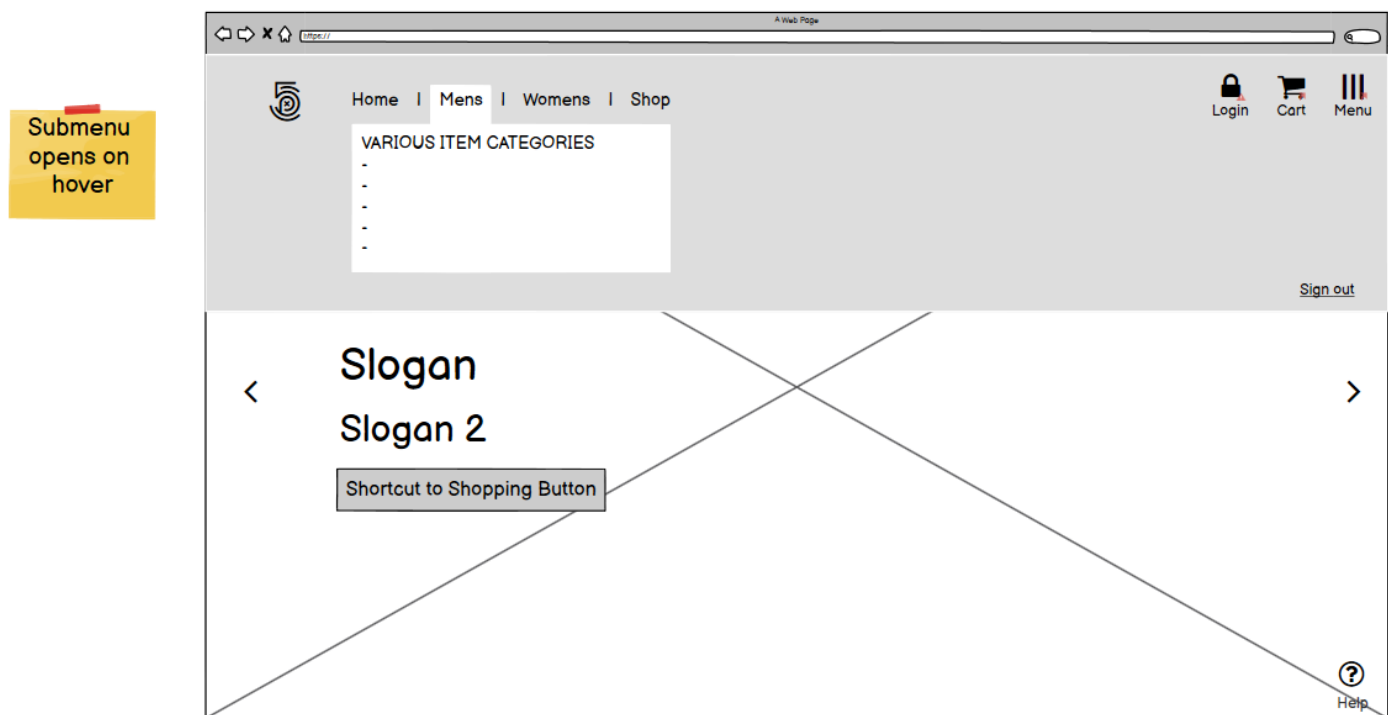 A Web Page
https://
Submenu
opens on
hover
Home | Mens | Womens | Shop
Login Cart Menu
VARIOUS ITEM CATEGORIES
-
-
-
-
-
Sign out
Slogan
Slogan 2
Shortcut to Shopping Button
Help